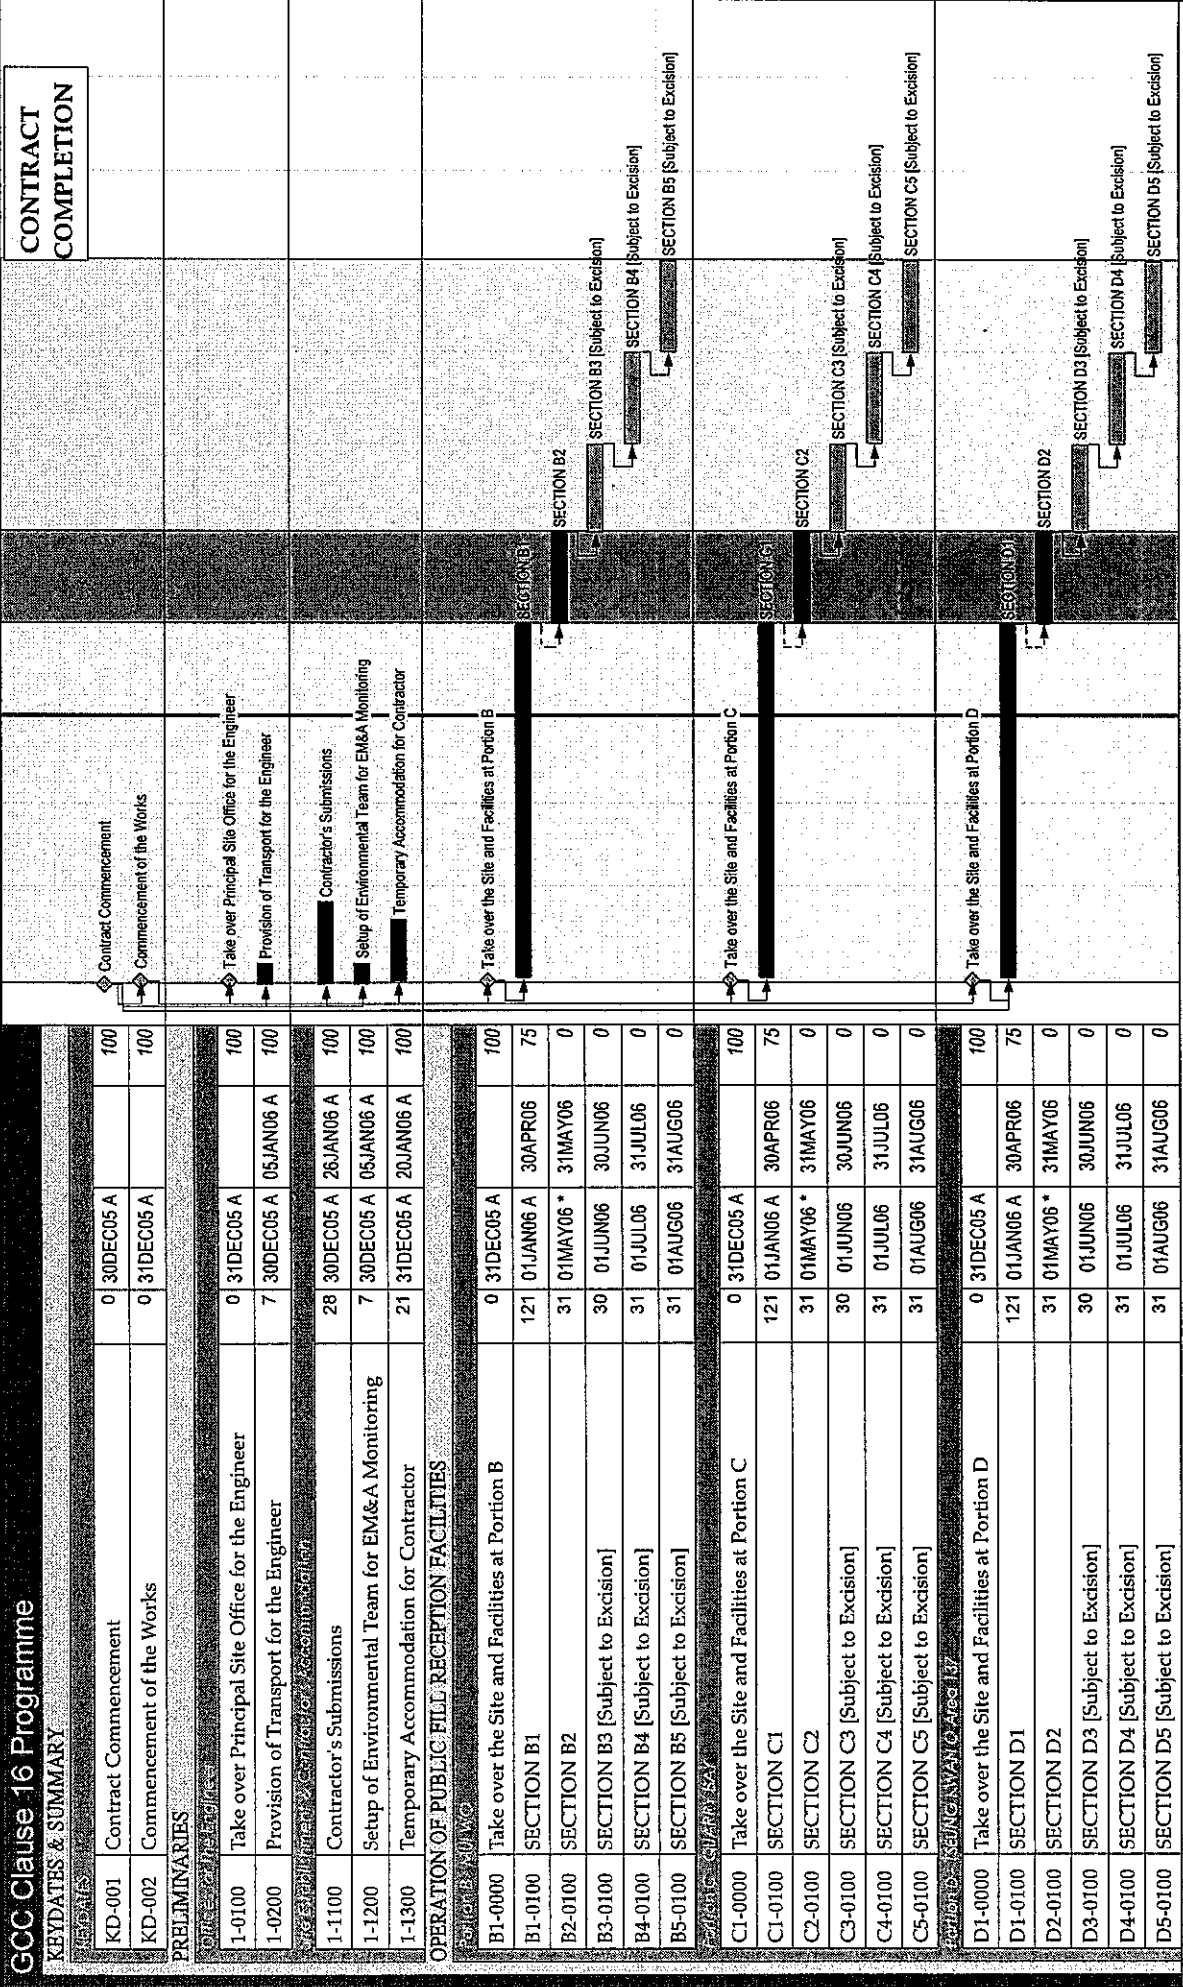 GCC Clause 16 Programme
CONTRACT
COMPLETION
KEYDATES & SUMMARY
KD-001 Contract Commencement 0 30DEC05 A 100 Contract Commencement
KD-002 Commencement of the Works 0 31DEC05 A 100 Commencement of the Works
PRELIMINARIES
1-0100 Take over Principal Site Office for the Engineer 0 31DEC05 A 100 Take over Principal Site Office for the Engineer
1-0200 Provision of Transport for the Engineer 7 30DEC05 A 05JAN06 A 100 Provision of Transport for the Engineer
1-1100 Contractor's Submissions 28 30DEC05 A 26JAN06 A 100 Contractor's Submissions
1-1200 Setup of Environmental Team for EM&A Monitoring 7 30DEC05 A 05JAN06 A 100 Setup of Environmental Team for EM&A Monitoring
1-1300 Temporary Accommodation for Contractor 21 31DEC05 A 20JAN06 A 100 Temporary Accommodation for Contractor
OPERATION OF PUBLIC FILL RECEPTION FACILITIES
B1-0000 Take over the Site and Facilities at Portion B 0 31DEC05 A 100 Take over the Site and Facilities at Portion B
B1-0100 SECTION B1 121 01JAN06 A 30APR06 75 SECTION B1
B2-0100 SECTION B2 31 01MAY06 * 31MAY06 0 SECTION B2
B3-0100 SECTION B3 [Subject to Excision] 30 01JUN06 30JUN06 0 SECTION B3 [Subject to Excision]
B4-0100 SECTION B4 [Subject to Excision] 31 01JUL06 31JUL06 0 SECTION B4 [Subject to Excision]
B5-0100 SECTION B5 [Subject to Excision] 31 01AUG06 31AUG06 0 SECTION B5 [Subject to Excision]
C1-0000 Take over the Site and Facilities at Portion C 0 31DEC05 A 100 Take over the Site and Facilities at Portion C
C1-0100 SECTION C1 121 01JAN06 A 30APR06 75 SECTION C1
C2-0100 SECTION C2 31 01MAY06 * 31MAY06 0 SECTION C2
C3-0100 SECTION C3 [Subject to Excision] 30 01JUN06 30JUN06 0 SECTION C3 [Subject to Excision]
C4-0100 SECTION C4 [Subject to Excision] 31 01JUL06 31JUL06 0 SECTION C4 [Subject to Excision]
C5-0100 SECTION C5 [Subject to Excision] 31 01AUG06 31AUG06 0 SECTION C5 [Subject to Excision]
D1-0000 Take over the Site and Facilities at Portion D 0 31DEC05 A 100 Take over the Site and Facilities at Portion D
D1-0100 SECTION D1 121 01JAN06 A 30APR06 75 SECTION D1
D2-0100 SECTION D2 31 01MAY06 * 31MAY06 0 SECTION D2
D3-0100 SECTION D3 [Subject to Excision] 30 01JUN06 30JUN06 0 SECTION D3 [Subject to Excision]
D4-0100 SECTION D4 [Subject to Excision] 31 01JUL06 31JUL06 0 SECTION D4 [Subject to Excision]
D5-0100 SECTION D5 [Subject to Excision] 31 01AUG06 31AUG06 0 SECTION D5 [Subject to Excision]